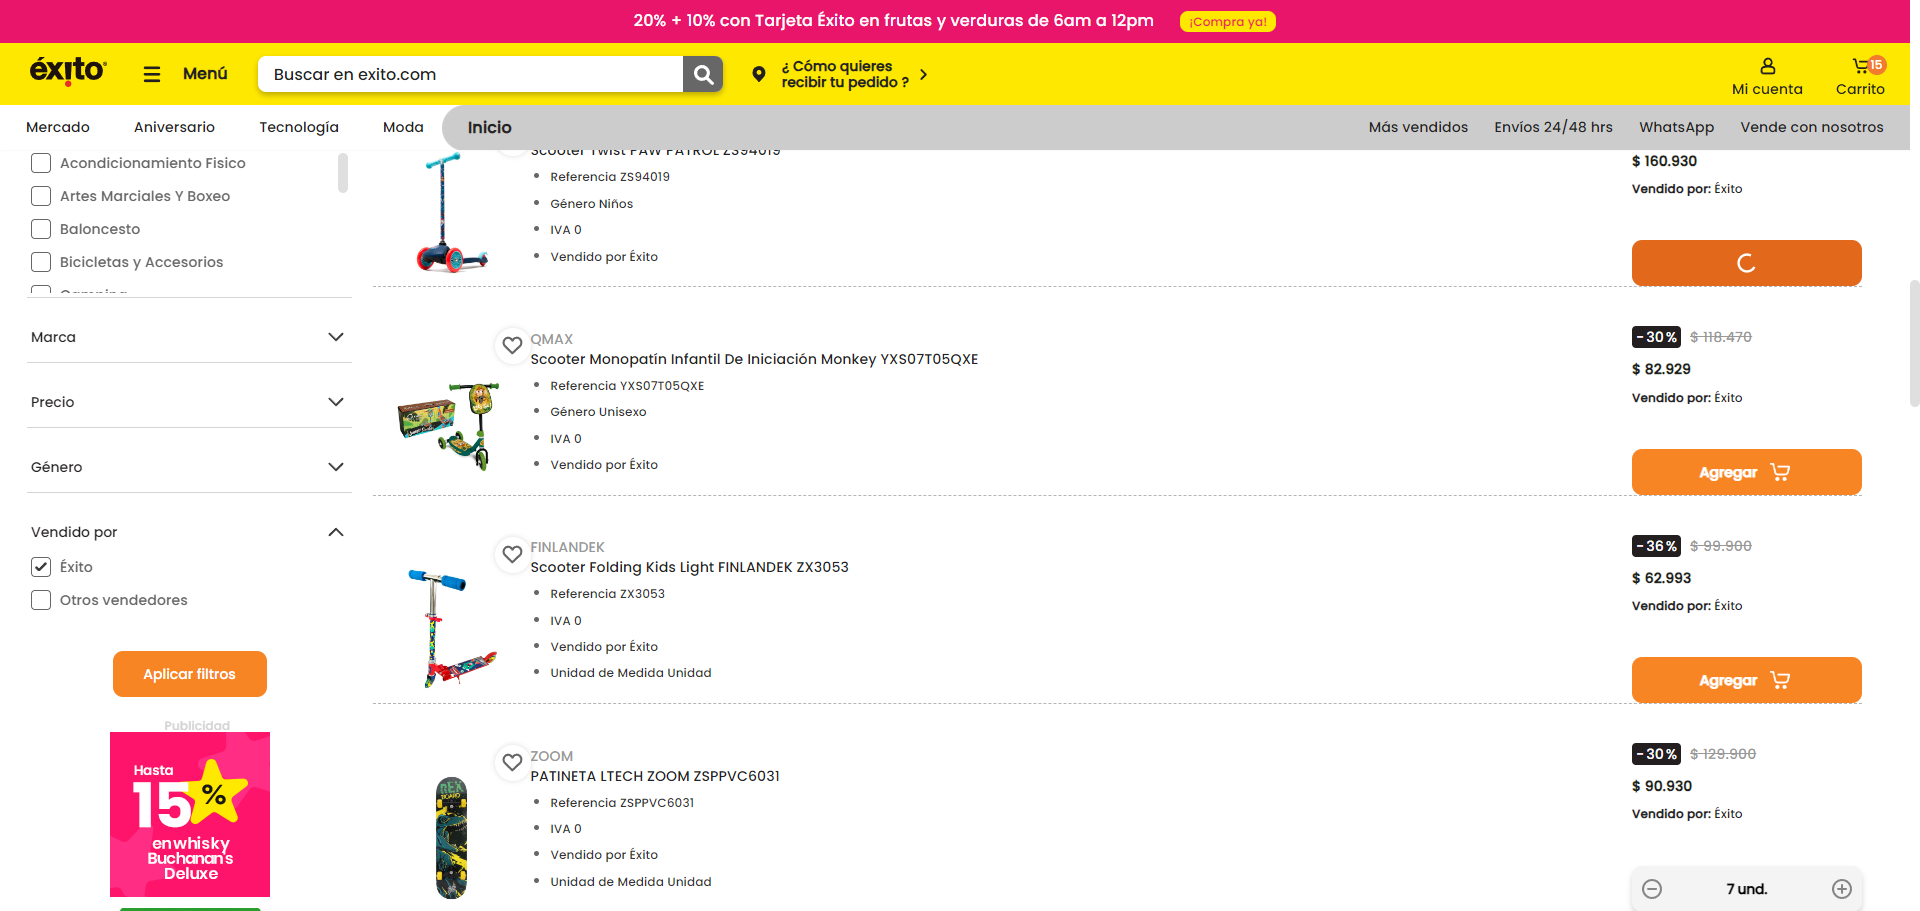 20% + 10% con Tarjeta Éxito en frutas y verduras de 6am a 12pm
¡Compra ya!
éxito
Menú
Buscar en exito.com
¿ Cómo quieres
recibir tu pedido ?
Mi cuenta
15
Carrito
Mercado
Aniversario
Tecnología
Moda
Inicio
Más vendidos
Envíos 24/48 hrs
WhatsApp
Vende con nosotros
Acondicionamiento Fisico
Artes Marciales Y Boxeo
Baloncesto
Bicicletas y Accesorios
Camping
Marca
Precio
Género
Vendido por
Éxito
Otros vendedores
Aplicar filtros
Publicidad
Hasta
15%
en whisky
Buchanan's
Deluxe
Scooter Twist PAW PATROL ZS94019
Referencia ZS94019
Género Niños
IVA 0
Vendido por Éxito
$ 160.930
Vendido por: Éxito
QMAX
Scooter Monopatín Infantil De Iniciación Monkey YXS07T05QXE
Referencia YXS07T05QXE
Género Unisexo
IVA 0
Vendido por Éxito
-30% $ 118.470
$ 82.929
Vendido por: Éxito
Agregar
FINLANDEK
Scooter Folding Kids Light FINLANDEK ZX3053
Referencia ZX3053
IVA 0
Vendido por Éxito
Unidad de Medida Unidad
-36% $ 99.900
$ 62.993
Vendido por: Éxito
Agregar
ZOOM
PATINETA LTECH ZOOM ZSPPVC6031
Referencia ZSPPVC6031
IVA 0
Vendido por Éxito
Unidad de Medida Unidad
-30% $ 129.900
$ 90.930
Vendido por: Éxito
7 und.